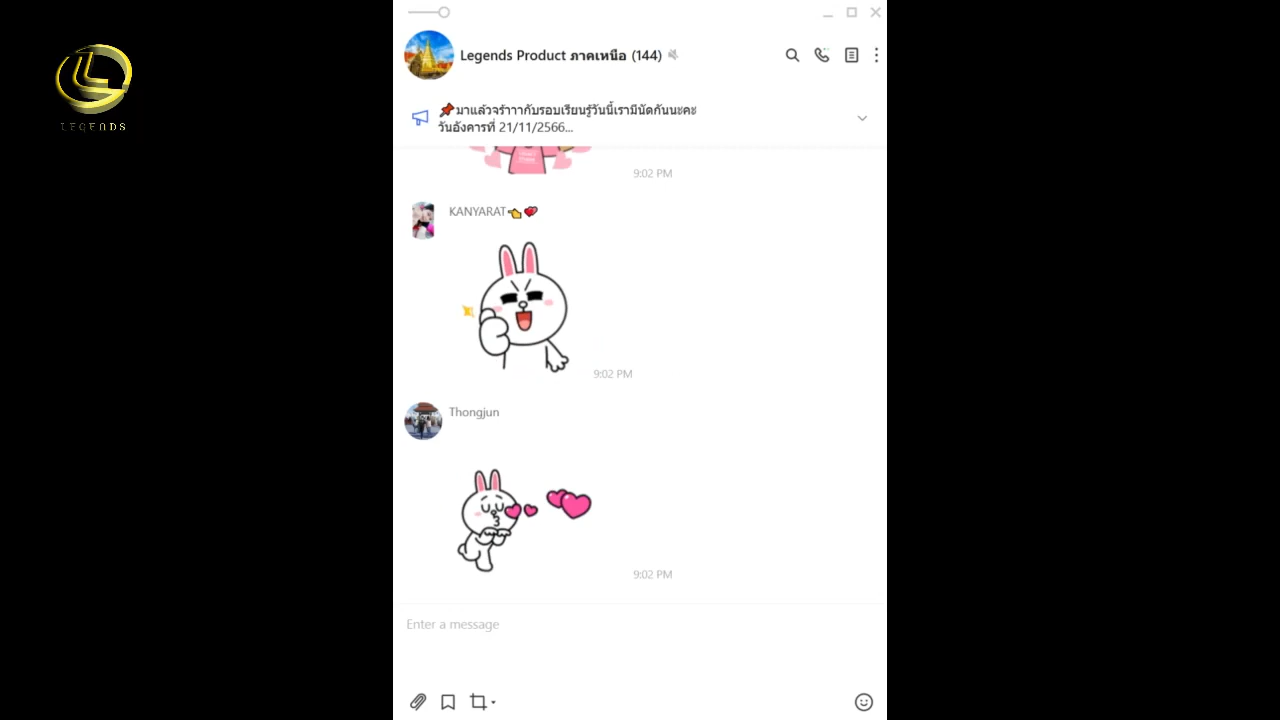 LEGENDS
Legends Product ภาคเหนือ (144)
📌มาแล้วจร้าาากับรอบเรียนรู้วันนี้เรามีนัดกันนะคะ
วันอังคารที่ 21/11/2566...
9:02 PM
KANYARAT👈💕
9:02 PM
Thongjun
9:02 PM
Enter a message